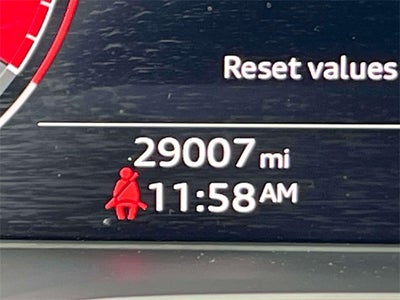 Reset values
29007 mi
11:58 AM